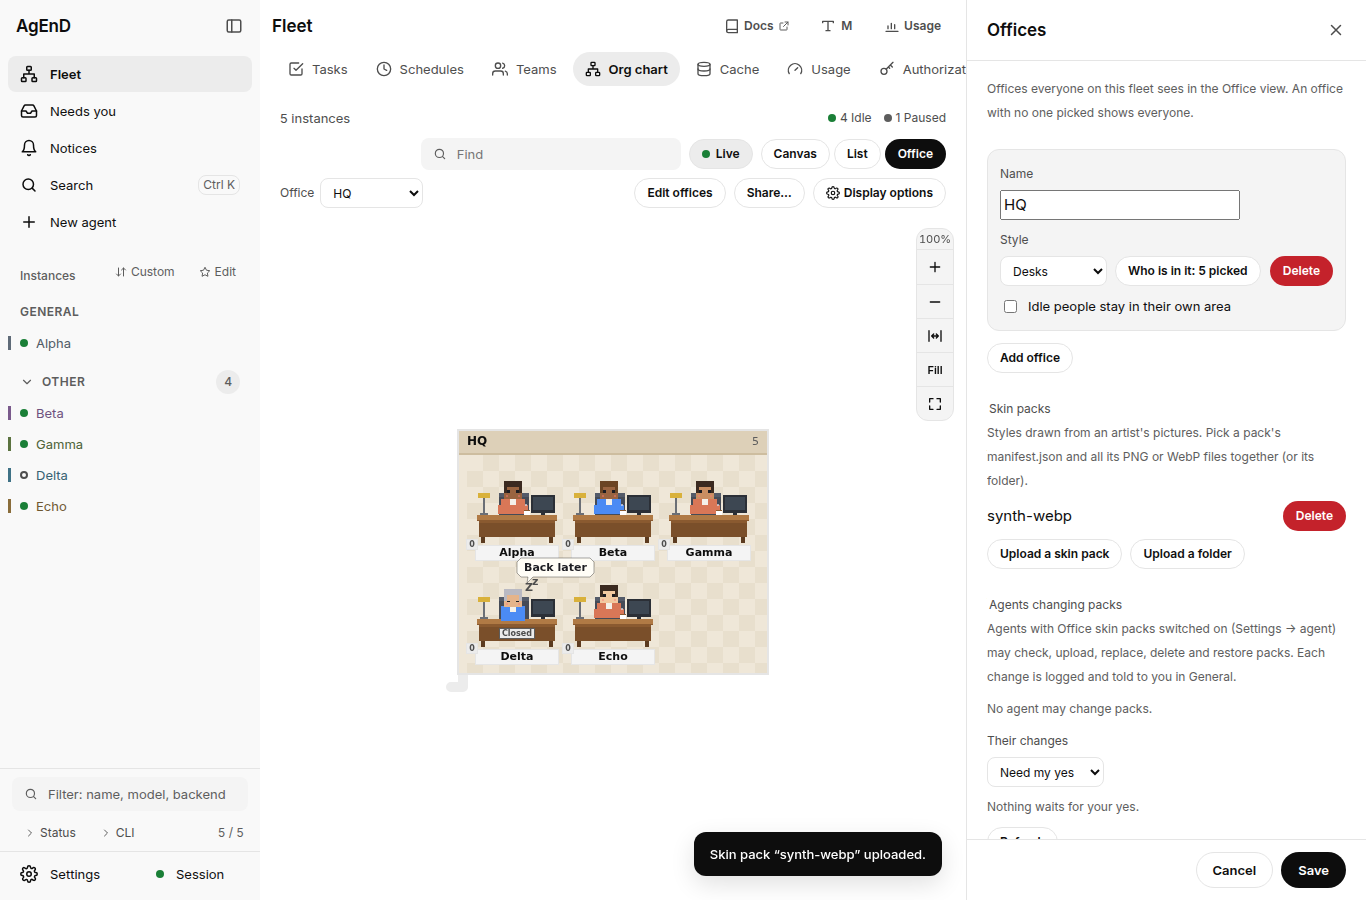 AgEnD
Fleet
Needs you
Notices
Search
Ctrl K
New agent
Instances
Custom
Edit
GENERAL
Alpha
OTHER
4
Beta
Gamma
Delta
Echo
Filter: name, model, backend
Status
CLI
5 / 5
Settings
Session
Fleet
Docs
M
Usage
Tasks
Schedules
Teams
Org chart
Cache
Usage
Authorizat
5 instances
4 Idle
1 Paused
Find
Live
Canvas
List
Office
Office
HQ
Edit offices
Share...
Display options
100%
Fill
HQ
5
0
Alpha
0
Beta
0
Gamma
Back later
zz
Closed
0
Delta
0
Echo
Skin pack “synth-webp” uploaded.
Offices
Offices everyone on this fleet sees in the Office view. An office
with no one picked shows everyone.
Name
HQ
Style
Desks
Who is in it: 5 picked
Delete
Idle people stay in their own area
Add office
Skin packs
Styles drawn from an artist's pictures. Pick a pack's
manifest.json and all its PNG or WebP files together (or its
folder).
synth-webp
Delete
Upload a skin pack
Upload a folder
Agents changing packs
Agents with Office skin packs switched on (Settings → agent)
may check, upload, replace, delete and restore packs. Each
change is logged and told to you in General.
No agent may change packs.
Their changes
Need my yes
Nothing waits for your yes.
Cancel
Save